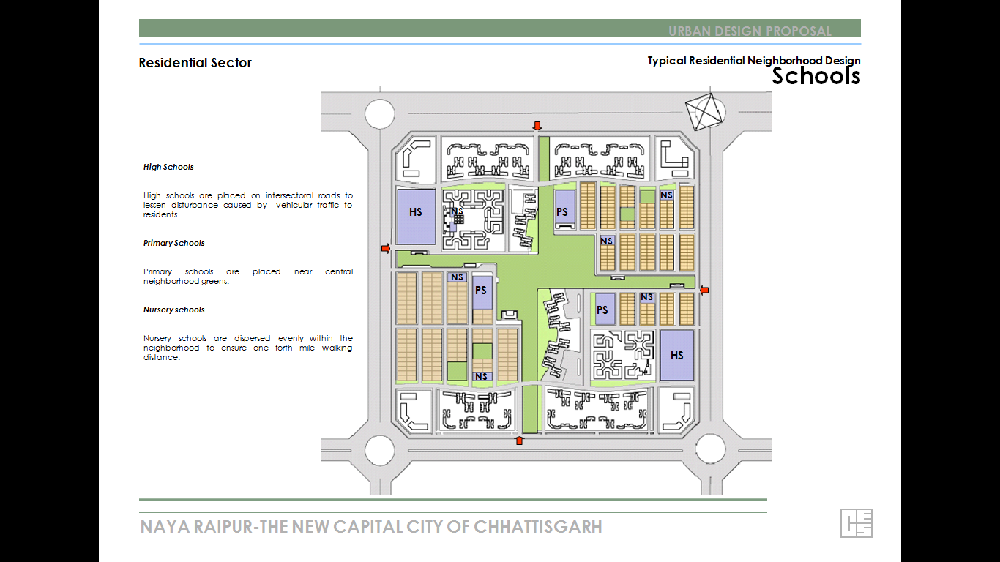 URBAN DESIGN PROPOSAL
Residential Sector
Typical Residential Neighborhood Design
Schools
High Schools
High schools are placed on intersectoral roads to
lessen disturbance caused by vehicular traffic to
residents.
Primary Schools
Primary schools are placed near central
neighborhood greens.
Nursery schools
Nursery schools are dispersed evenly within the
neighborhood to ensure one forth mile walking
distance.
HS
NS
PS
NS
NS
NS
PS
NS
PS
HS
NS
NAYA RAIPUR-THE NEW CAPITAL CITY OF CHHATTISGARH
CES